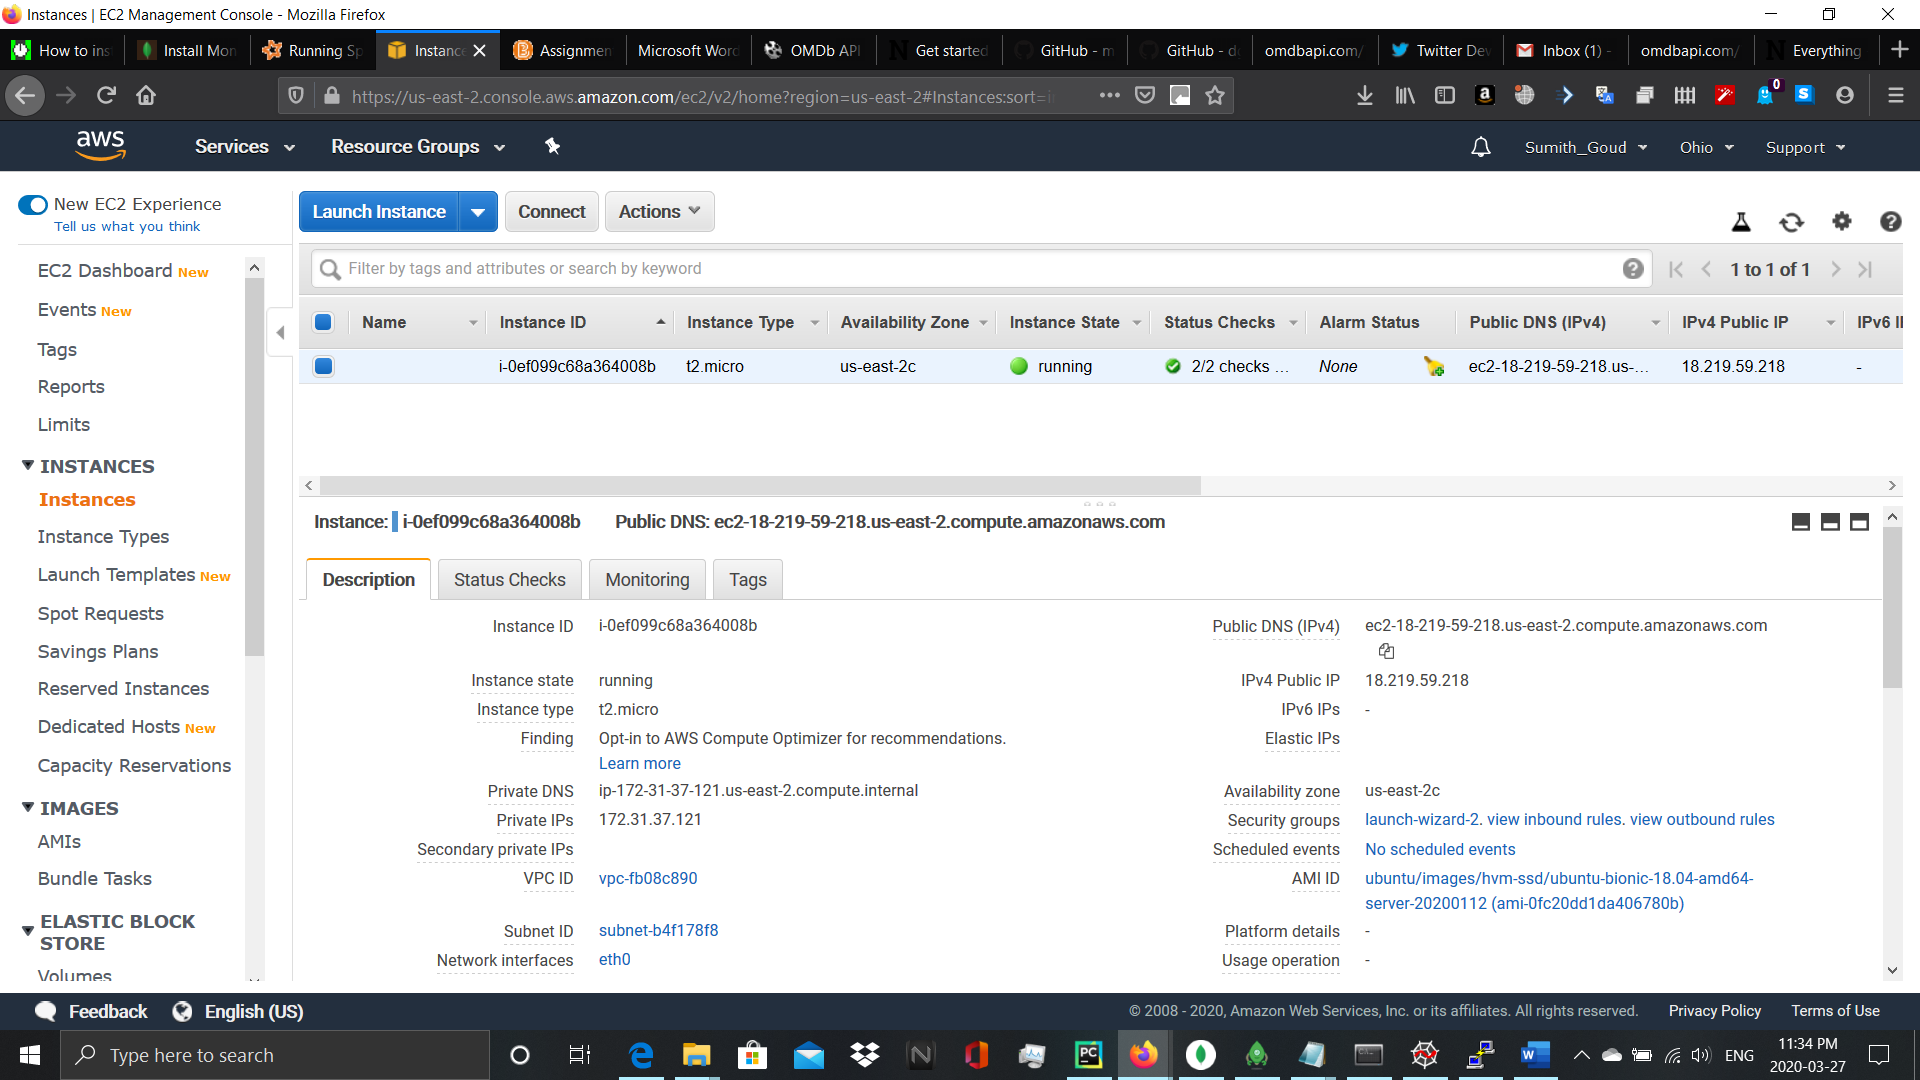 Instances | EC2 Management Console - Mozilla Firefox
How to ins
Install Mon
Running Sp
Instance
Assignmen
Microsoft Word
OMDb API
Get started
GitHub - m
GitHub - dg
omdbapi.com/
Twitter Dev
Inbox (1) -
omdbapi.com/
Everything
https://us-east-2.console.aws.amazon.com/ec2/v2/home?region=us-east-2#Instances:sort=i
0
aws
Services
Resource Groups
Sumith_Goud
Ohio
Support
New EC2 Experience
Tell us what you think
EC2 Dashboard New
Events New
Tags
Reports
Limits
INSTANCES
Instances
Instance Types
Launch Templates New
Spot Requests
Savings Plans
Reserved Instances
Dedicated Hosts New
Capacity Reservations
IMAGES
AMIs
Bundle Tasks
ELASTIC BLOCK
STORE
Volumes
Launch Instance
Connect
Actions
Filter by tags and attributes or search by keyword
1 to 1 of 1
Name Instance ID Instance Type Availability Zone Instance State Status Checks Alarm Status Public DNS (IPv4) IPv4 Public IP IPv6 I
i-0ef099c68a364008b t2.micro us-east-2c running 2/2 checks ... None ec2-18-219-59-218.us-... 18.219.59.218 -
Instance: i-0ef099c68a364008b Public DNS: ec2-18-219-59-218.us-east-2.compute.amazonaws.com
Description
Status Checks
Monitoring
Tags
Instance ID i-0ef099c68a364008b
Instance state running
Instance type t2.micro
Finding Opt-in to AWS Compute Optimizer for recommendations.
Learn more
Private DNS ip-172-31-37-121.us-east-2.compute.internal
Private IPs 172.31.37.121
Secondary private IPs
VPC ID vpc-fb08c890
Subnet ID subnet-b4f178f8
Network interfaces eth0
Public DNS (IPv4) ec2-18-219-59-218.us-east-2.compute.amazonaws.com
IPv4 Public IP 18.219.59.218
IPv6 IPs -
Elastic IPs
Availability zone us-east-2c
Security groups launch-wizard-2. view inbound rules. view outbound rules
Scheduled events No scheduled events
AMI ID ubuntu/images/hvm-ssd/ubuntu-bionic-18.04-amd64-
server-20200112 (ami-0fc20dd1da406780b)
Platform details -
Usage operation -
Feedback
English (US)
© 2008 - 2020, Amazon Web Services, Inc. or its affiliates. All rights reserved.
Privacy Policy
Terms of Use
Type here to search
ENG
11:34 PM
2020-03-27